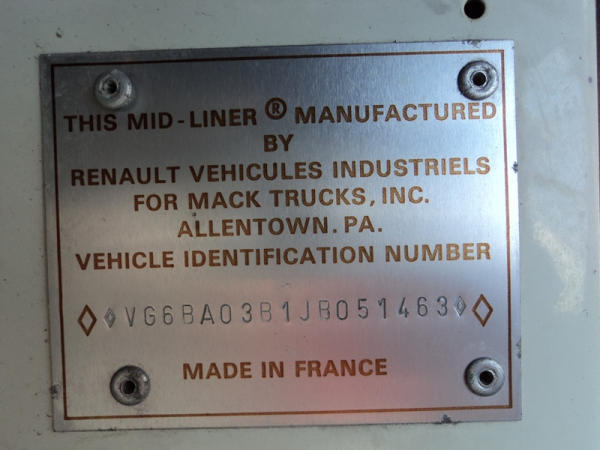 THIS MID-LINER ® MANUFACTURED
BY
RENAULT VEHICULES INDUSTRIELS
FOR MACK TRUCKS, INC.
ALLENTOWN. PA.
VEHICLE IDENTIFICATION NUMBER
VG6BA03B1JB051463
MADE IN FRANCE